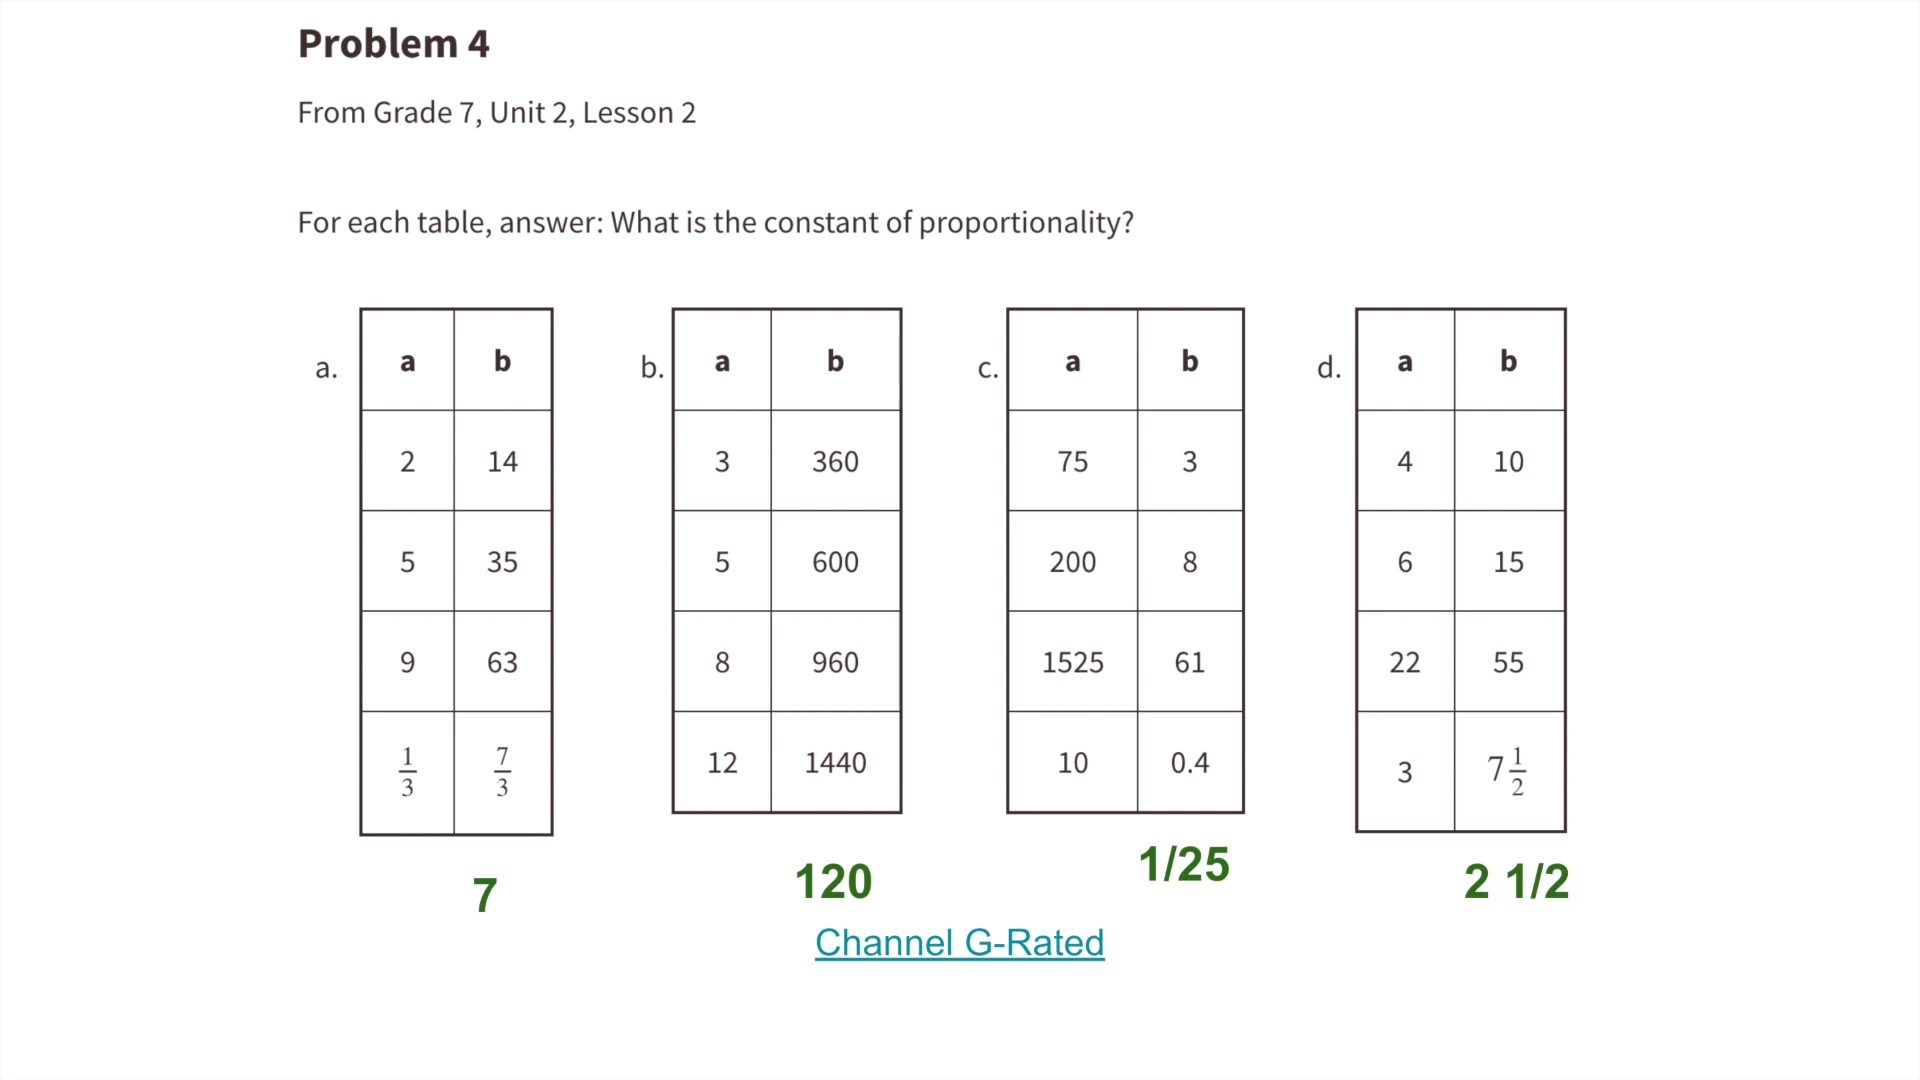 Problem 4
From Grade 7, Unit 2, Lesson 2
For each table, answer: What is the constant of proportionality?
a. a b
2 14
5 35
9 63
1/3 7/3
7
b. a b
3 360
5 600
8 960
12 1440
120
c. a b
75 3
200 8
1525 61
10 0.4
1/25
d. a b
4 10
6 15
22 55
3 7 1/2
2 1/2
Channel G-Rated